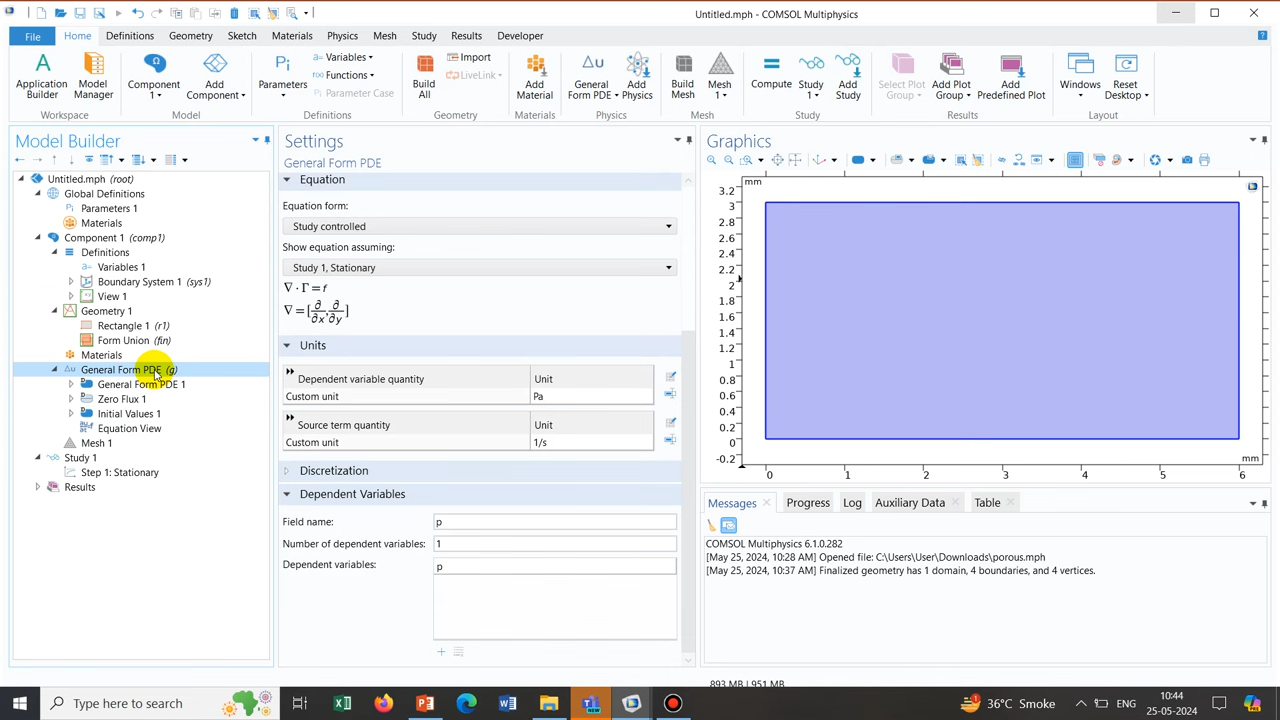 Untitled.mph - COMSOL Multiphysics
File Home Definitions Geometry Sketch Materials Physics Mesh Study Results Developer
Application Builder
Model Manager
Workspace
Component 1
Add Component
Model
Pi
Parameters
a= Variables
f(x) Functions
Pi Parameter Case
Definitions
Build All
Import
LiveLink
Geometry
Add Material
Materials
Δu
General Form PDE
Add Physics
Physics
Build Mesh
Mesh 1
Mesh
Compute
Study 1
Add Study
Study
Select Plot Group
Add Plot Group
Add Predefined Plot
Results
Windows
Reset Desktop
Layout
Model Builder
Untitled.mph (root)
Global Definitions
Pi Parameters 1
Materials
Component 1 (comp1)
Definitions
a= Variables 1
Boundary System 1 (sys1)
View 1
Geometry 1
Rectangle 1 (r1)
Form Union (fin)
Materials
Δu General Form PDE (g)
General Form PDE 1
Zero Flux 1
Initial Values 1
Equation View
Mesh 1
Study 1
Step 1: Stationary
Results
Settings
General Form PDE
Equation
Equation form:
Study controlled
Show equation assuming:
Study 1, Stationary
∇ · Γ = f
∇ = [∂/∂x, ∂/∂y]
Units
Dependent variable quantity Unit
Custom unit Pa
Source term quantity Unit
Custom unit 1/s
Discretization
Dependent Variables
Field name: p
Number of dependent variables: 1
Dependent variables: p
Graphics
mm
3.2
3
2.8
2.6
2.4
2.2
2
1.8
1.6
1.4
1.2
1
0.8
0.6
0.4
0.2
0
-0.2
mm
0 1 2 3 4 5 6
Messages Progress Log Auxiliary Data Table
COMSOL Multiphysics 6.1.0.282
[May 25, 2024, 10:28 AM] Opened file: C:\Users\User\Downloads\porous.mph
[May 25, 2024, 10:37 AM] Finalized geometry has 1 domain, 4 boundaries, and 4 vertices.
893 MB | 951 MB
Type here to search
36°C Smoke
10:44
25-05-2024